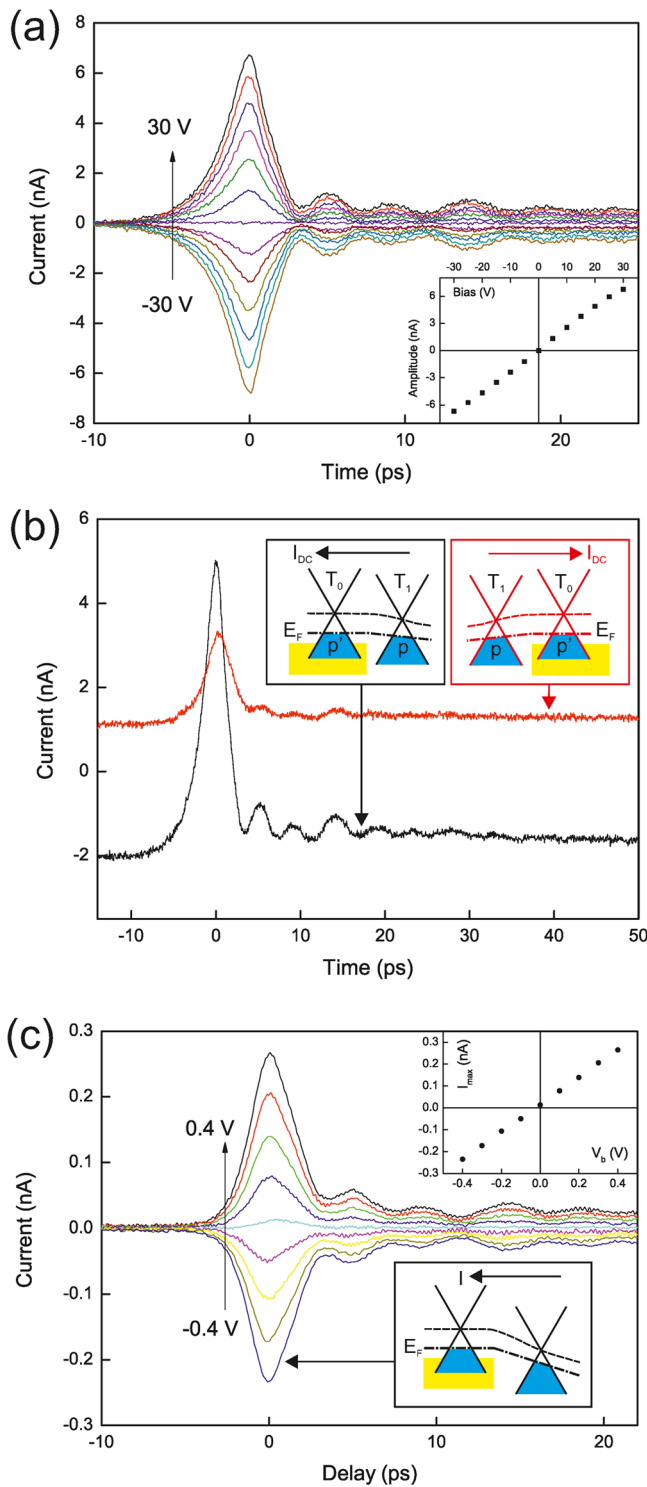 (a)
8
6
4
2
0
-2
-4
-6
-8
Current (nA)
30 V
-30 V
-10
0
10
20
Time (ps)
-30 -20 -10 0 10 20 30
Bias (V)
Amplitude (nA)
6
3
0
-3
-6
(b)
6
4
2
0
-2
Current (nA)
I_DC
T_0
T_1
E_F
p'
p
I_DC
T_1
T_0
E_F
p
p'
-10
0
10
20
30
40
50
Time (ps)
(c)
0.3
0.2
0.1
0.0
-0.1
-0.2
-0.3
Current (nA)
0.4 V
-0.4 V
I_max (nA)
0.3
0.2
0.1
0.0
-0.1
-0.2
-0.3
V_b (V)
-0.4 -0.2 0.0 0.2 0.4
I
E_F
-10
0
10
20
Delay (ps)